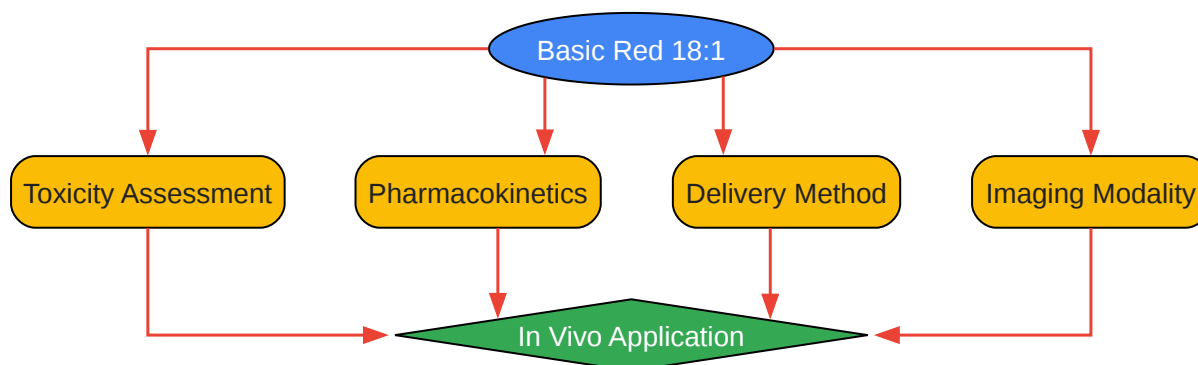 Basic Red 18:1
Toxicity Assessment
Pharmacokinetics
Delivery Method
Imaging Modality
In Vivo Application